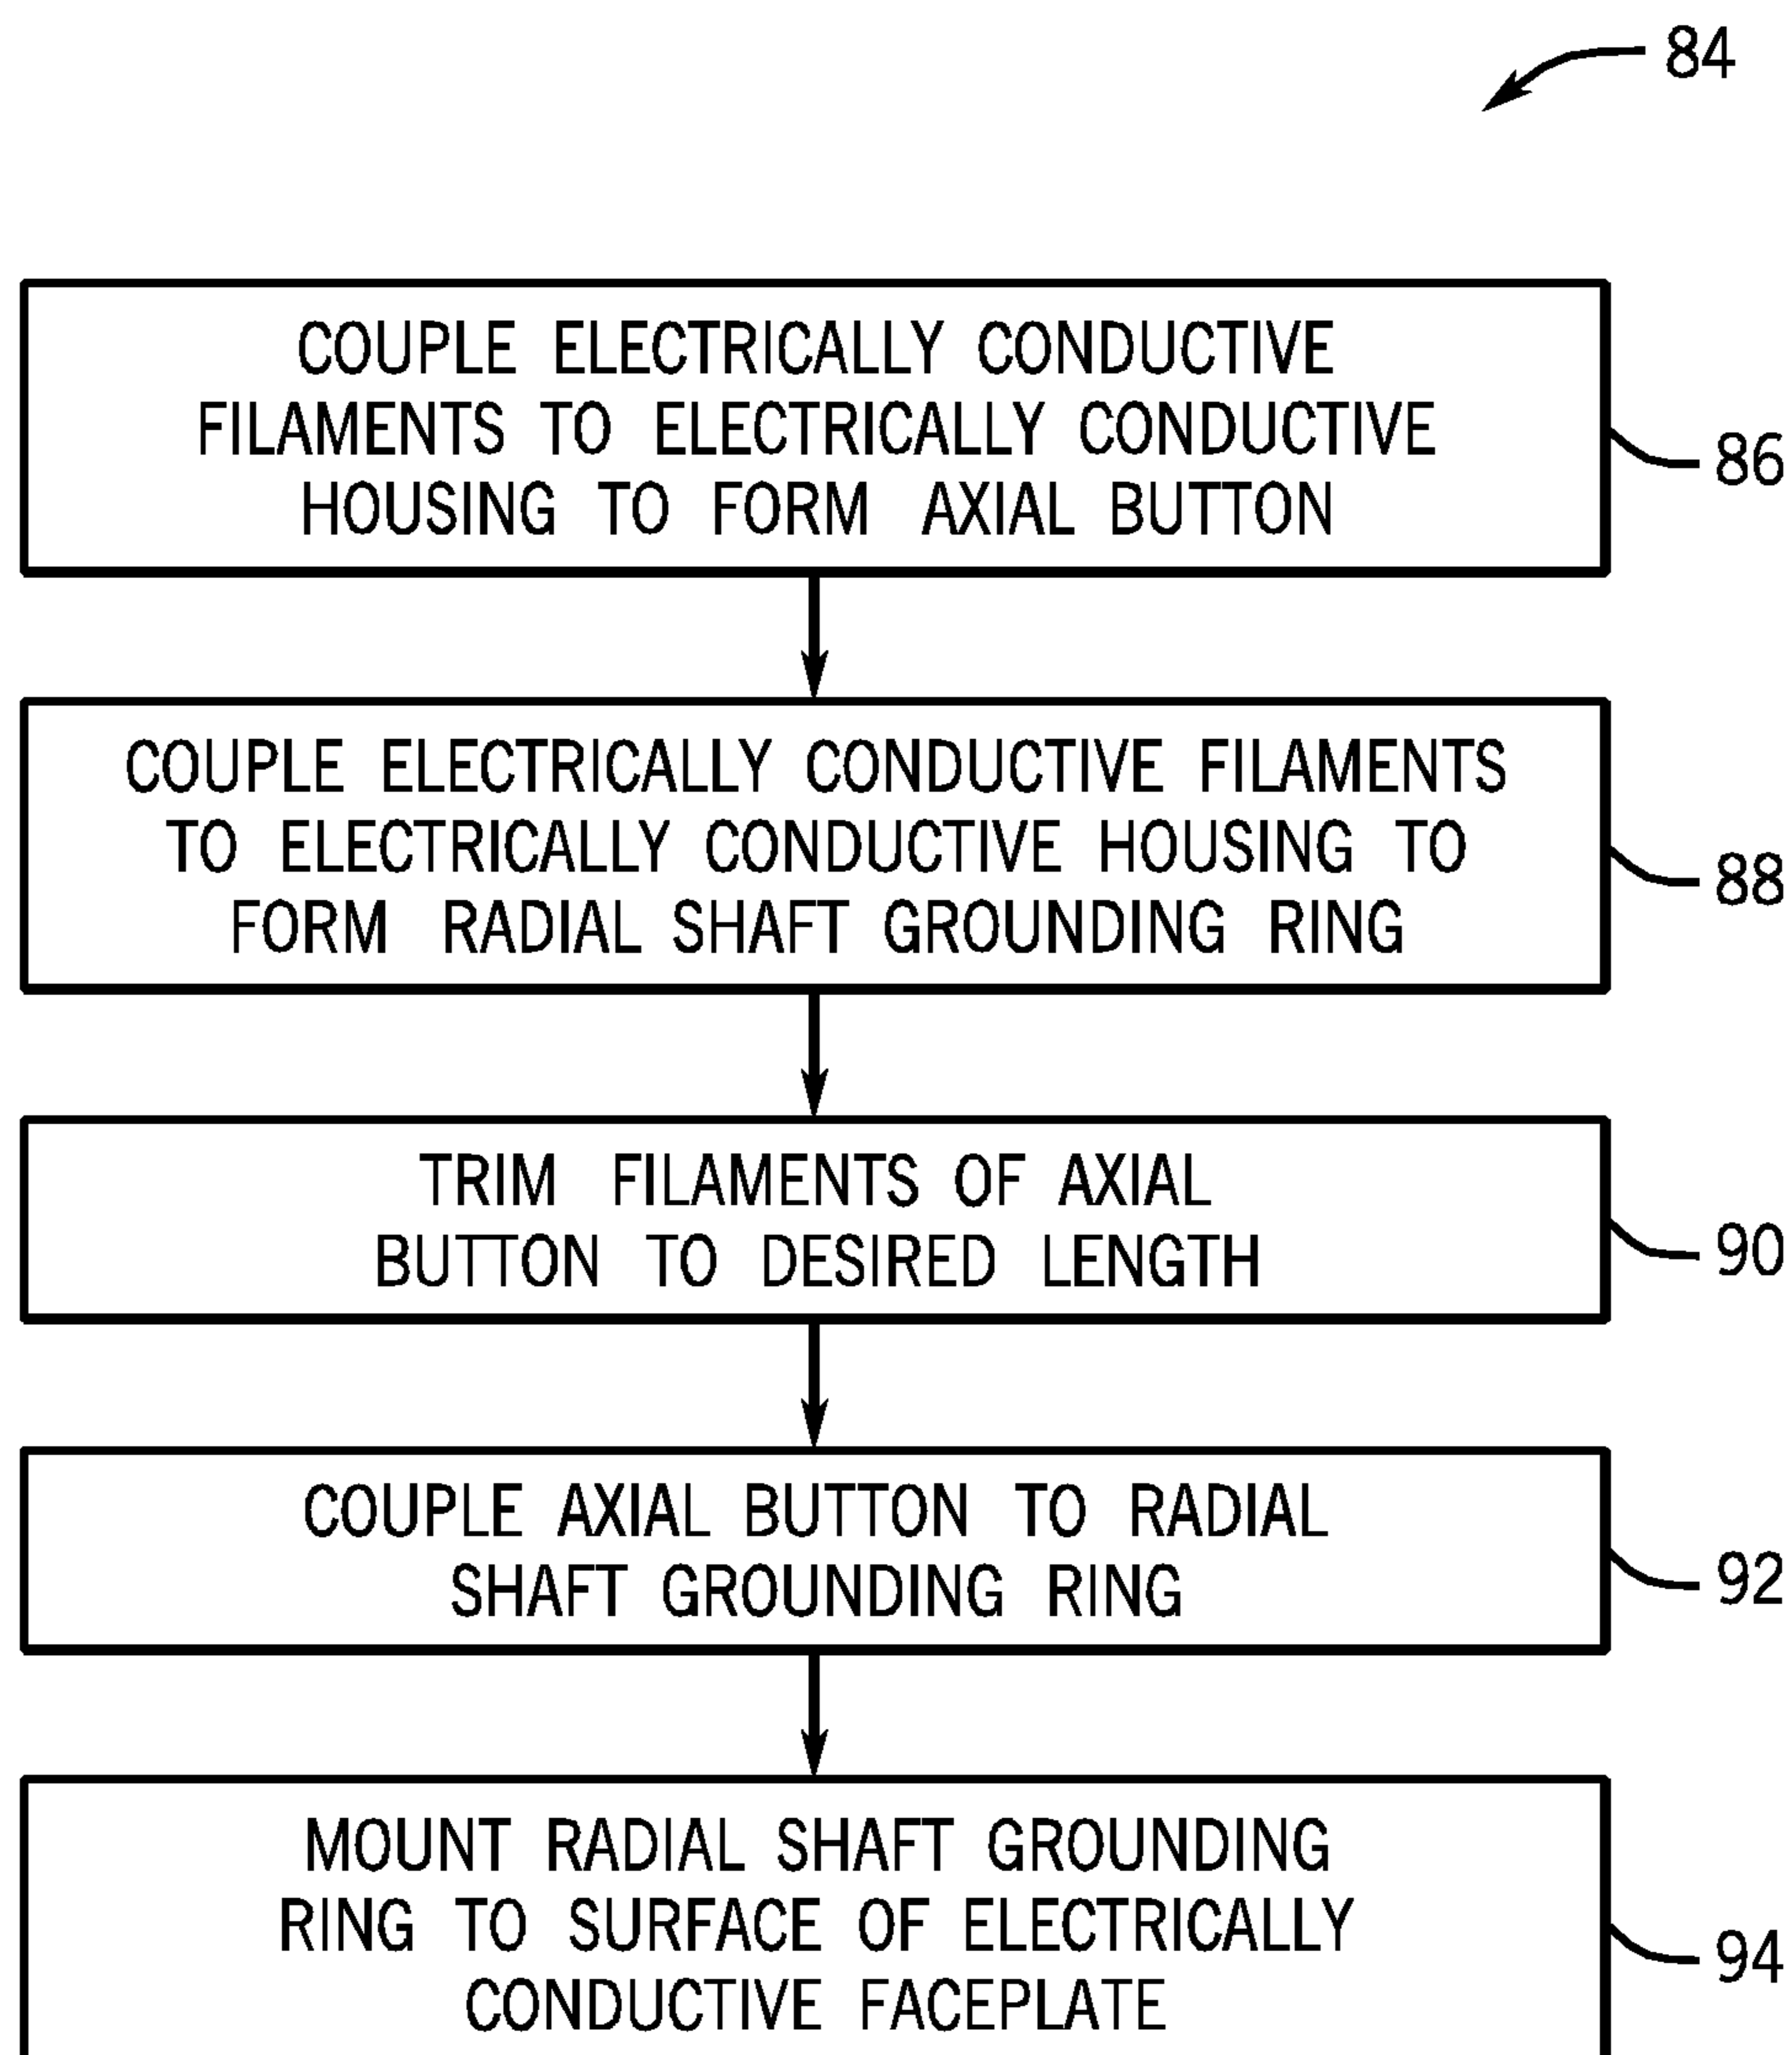 84
COUPLE ELECTRICALLY CONDUCTIVE
FILAMENTS TO ELECTRICALLY CONDUCTIVE
HOUSING TO FORM AXIAL BUTTON
86
COUPLE ELECTRICALLY CONDUCTIVE FILAMENTS
TO ELECTRICALLY CONDUCTIVE HOUSING TO
FORM RADIAL SHAFT GROUNDING RING
88
TRIM FILAMENTS OF AXIAL
BUTTON TO DESIRED LENGTH
90
COUPLE AXIAL BUTTON TO RADIAL
SHAFT GROUNDING RING
92
MOUNT RADIAL SHAFT GROUNDING
RING TO SURFACE OF ELECTRICALLY
CONDUCTIVE FACEPLATE
94